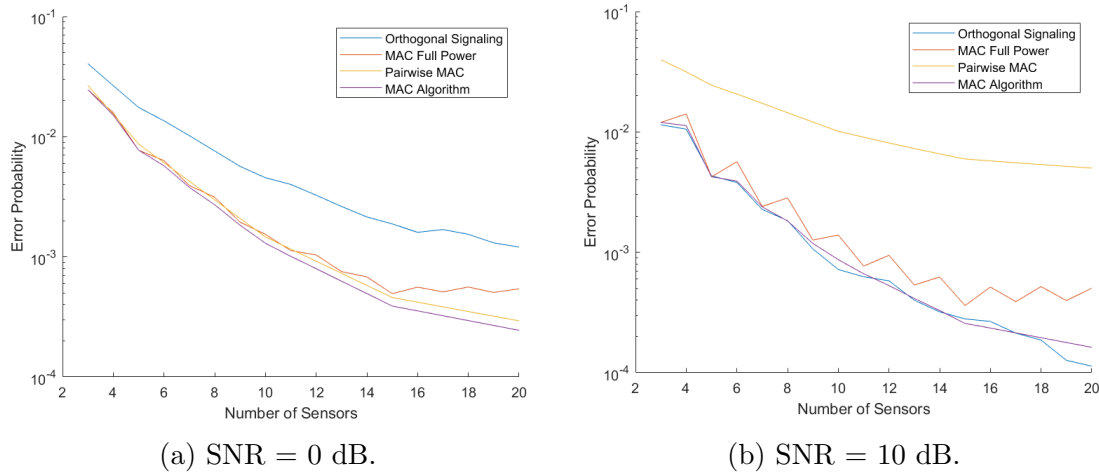 10^-1
10^-2
10^-3
10^-4
Error Probability
2 4 6 8 10 12 14 16 18 20
Number of Sensors
Orthogonal Signaling
MAC Full Power
Pairwise MAC
MAC Algorithm
(a) SNR = 0 dB.
10^-1
10^-2
10^-3
10^-4
Error Probability
2 4 6 8 10 12 14 16 18 20
Number of Sensors
Orthogonal Signaling
MAC Full Power
Pairwise MAC
MAC Algorithm
(b) SNR = 10 dB.